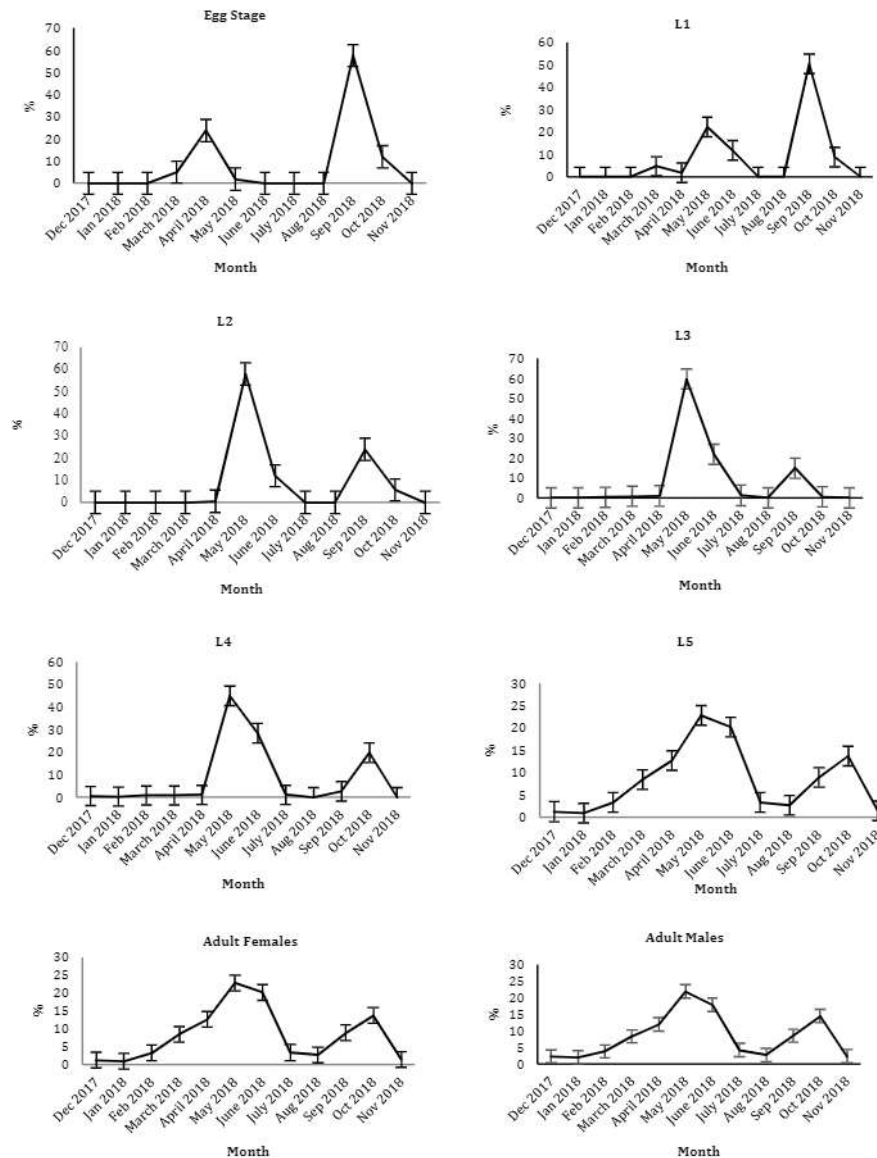 Egg Stage
70
60
50
40
30
20
10
0
%
Dec 2017
Jan 2018
Feb 2018
March 2018
April 2018
May 2018
June 2018
July 2018
Aug 2018
Sep 2018
Oct 2018
Nov 2018
Month
L1
60
50
40
30
20
10
0
%
Dec 2017
Jan 2018
Feb 2018
March 2018
April 2018
May 2018
June 2018
July 2018
Aug 2018
Sep 2018
Oct 2018
Nov 2018
Month
L2
70
60
50
40
30
20
10
0
%
Dec 2017
Jan 2018
Feb 2018
March 2018
April 2018
May 2018
June 2018
July 2018
Aug 2018
Sep 2018
Oct 2018
Nov 2018
Month
L3
70
60
50
40
30
20
10
0
%
Dec 2017
Jan 2018
Feb 2018
March 2018
April 2018
May 2018
June 2018
July 2018
Aug 2018
Sep 2018
Oct 2018
Nov 2018
Month
L4
60
50
40
30
20
10
0
%
Dec 2017
Jan 2018
Feb 2018
March 2018
April 2018
May 2018
June 2018
July 2018
Aug 2018
Sep 2018
Oct 2018
Nov 2018
Month
L5
30
25
20
15
10
5
0
%
Dec 2017
Jan 2018
Feb 2018
March 2018
April 2018
May 2018
June 2018
July 2018
Aug 2018
Sep 2018
Oct 2018
Nov 2018
Month
Adult Females
30
25
20
15
10
5
0
%
Dec 2017
Jan 2018
Feb 2018
March 2018
April 2018
May 2018
June 2018
July 2018
Aug 2018
Sep 2018
Oct 2018
Nov 2018
Month
Adult Males
30
25
20
15
10
5
0
%
Dec 2017
Jan 2018
Feb 2018
March 2018
April 2018
May 2018
June 2018
July 2018
Aug 2018
Sep 2018
Oct 2018
Nov 2018
Month